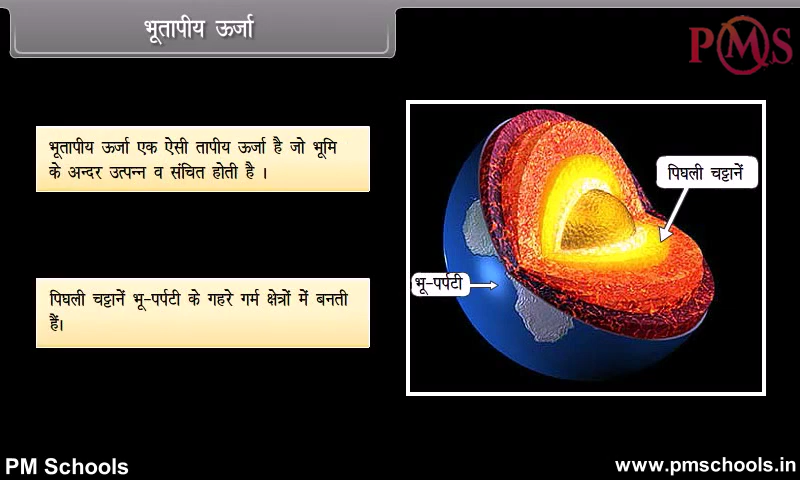 भूतापीय ऊर्जा
PMS
भूतापीय ऊर्जा एक ऐसी तापीय ऊर्जा है जो भूमि
के अन्दर उत्पन्न व संचित होती है ।
पिघली चट्टानें
भू-पर्पटी
पिघली चट्टानें भू-पर्पटी के गहरे गर्म क्षेत्रों में बनती
हैं।
PM Schools
www.pmschools.in